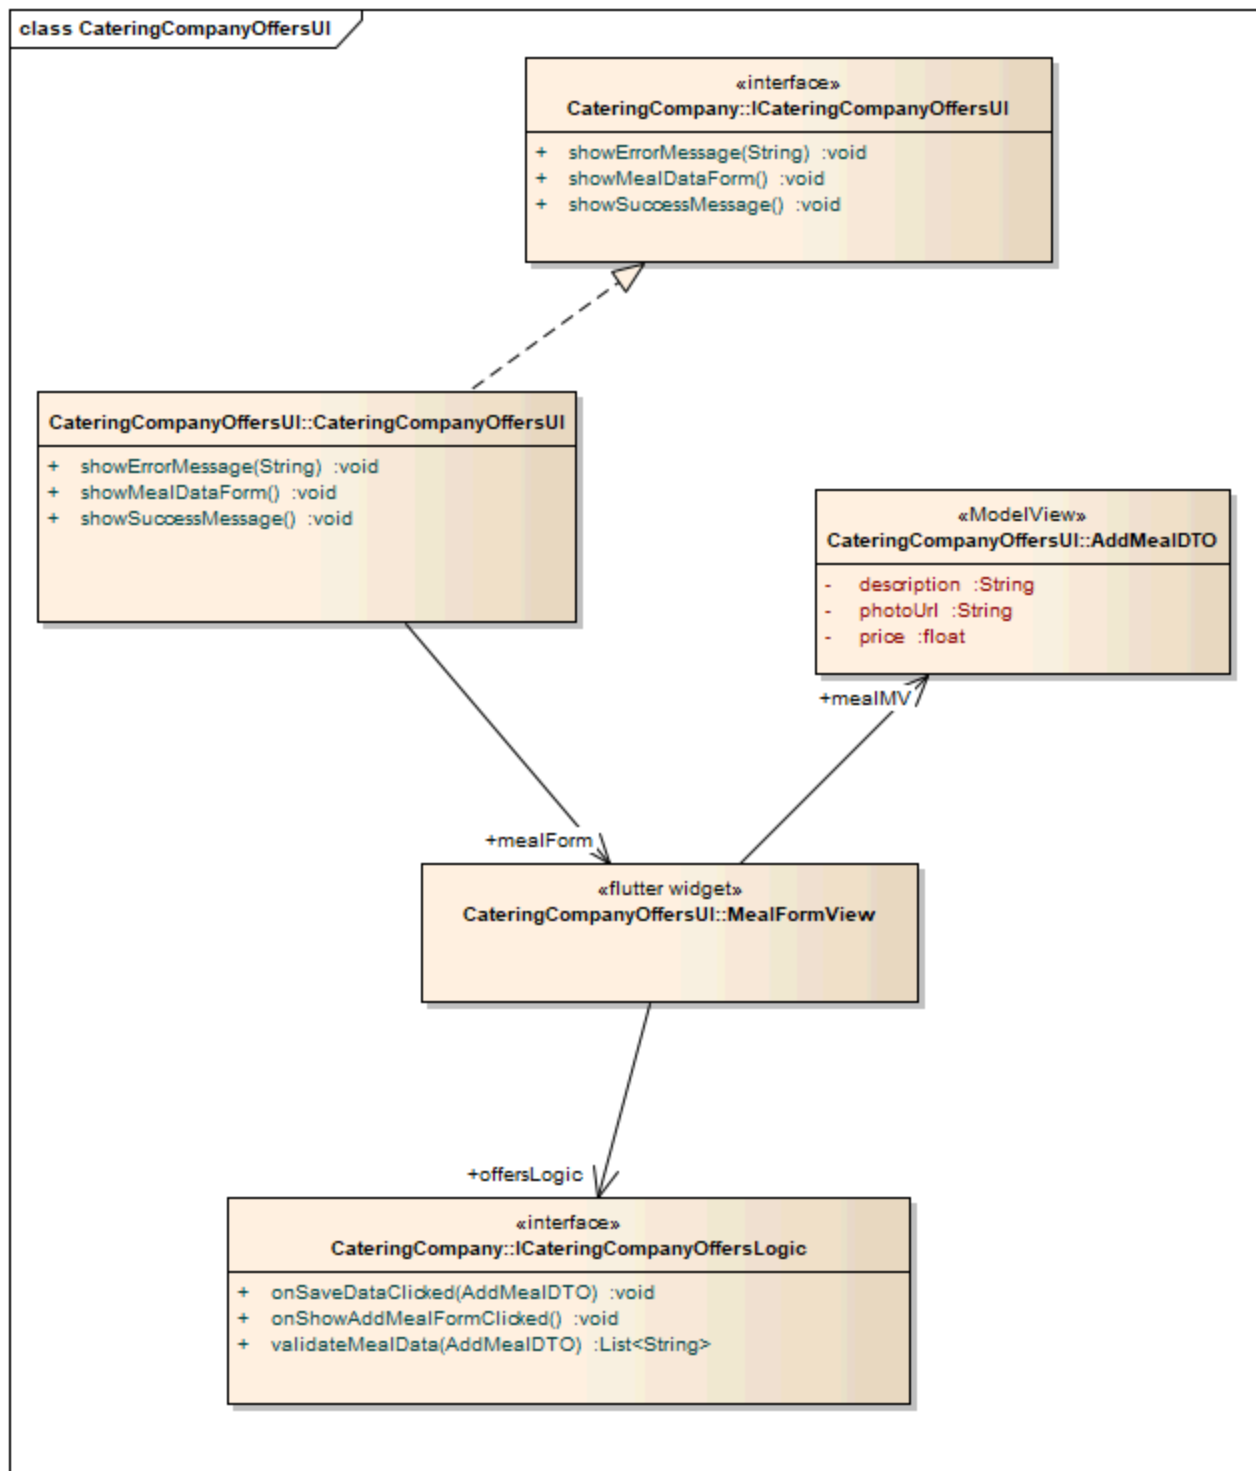 class CateringCompanyOffersUI
«interface»
CateringCompany::ICateringCompanyOffersUI
+ showErrorMessage(String) :void
+ showMealDataForm() :void
+ showSuccessMessage() :void
CateringCompanyOffersUI::CateringCompanyOffersUI
+ showErrorMessage(String) :void
+ showMealDataForm() :void
+ showSuccessMessage() :void
«ModelView»
CateringCompanyOffersUI::AddMealDTO
- description :String
- photoUrl :String
- price :float
+mealMV
+mealForm
«flutter widget»
CateringCompanyOffersUI::MealFormView
+offersLogic
«interface»
CateringCompany::ICateringCompanyOffersLogic
+ onSaveDataClicked(AddMealDTO) :void
+ onShowAddMealFormClicked() :void
+ validateMealData(AddMealDTO) :List<String>